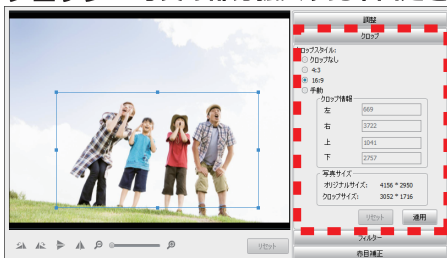 調整
クロップ
クロップスタイル:
クロップなし
4:3
16:9
手動
クロップ情報
左 669
右 3722
上 1041
下 2757
写真サイズ
オリジナルサイズ: 4156 * 2950
クロップサイズ: 3052 * 1716
リセット 適用
リセット
フィルター
赤目補正